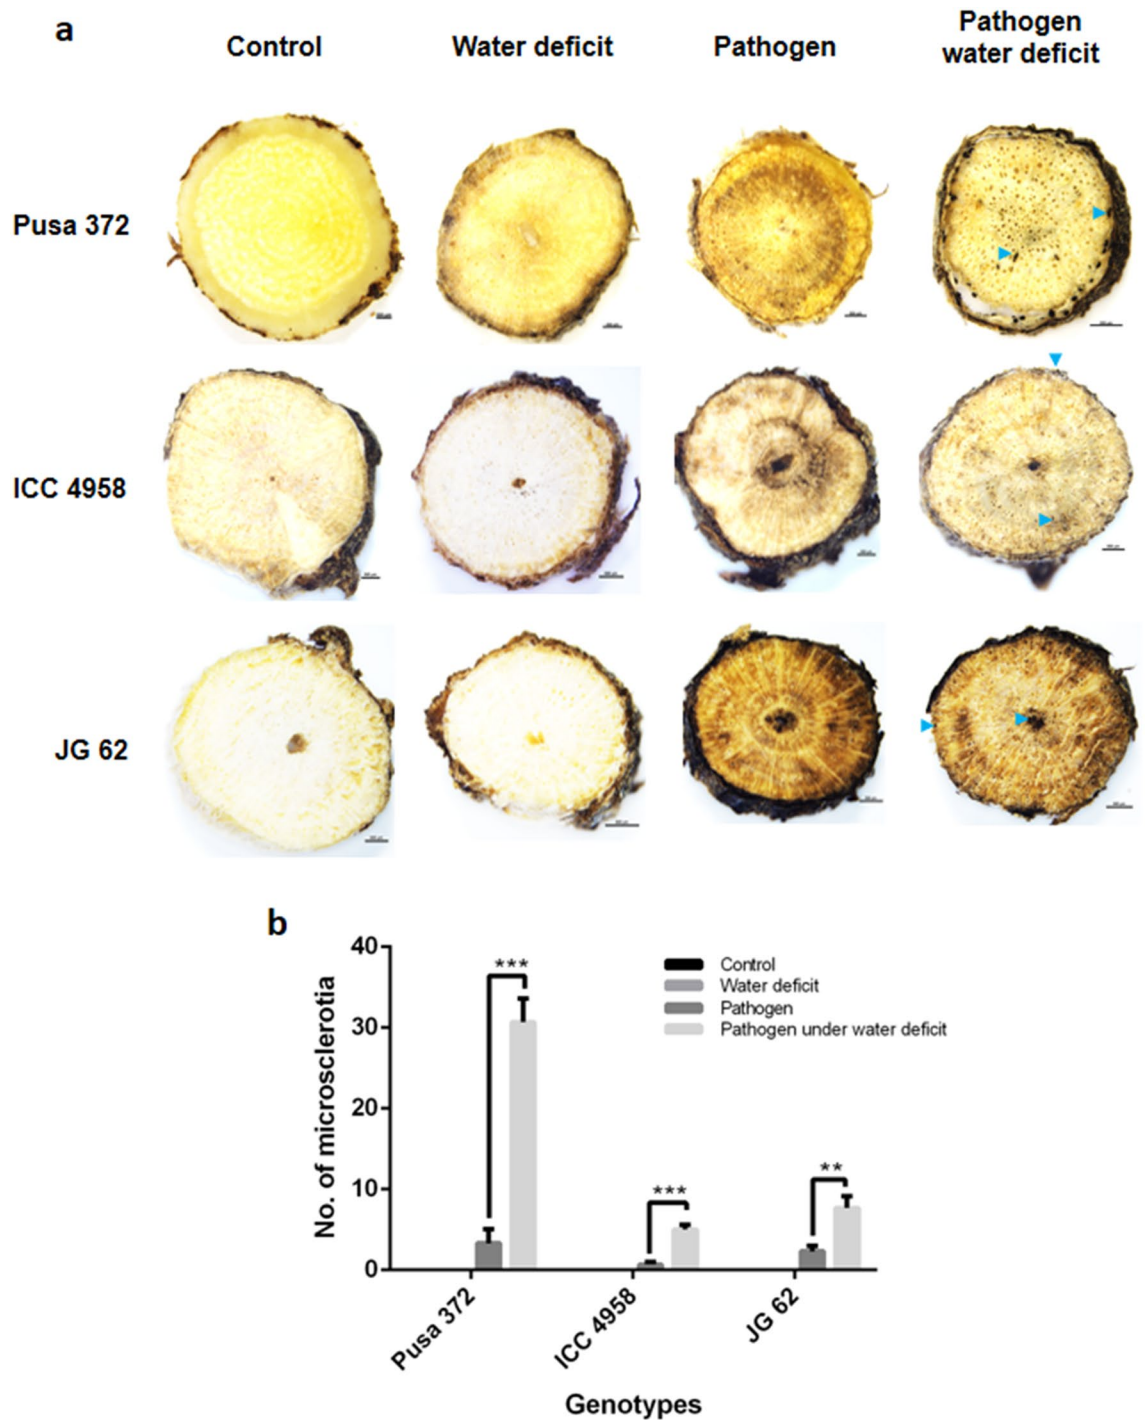 a
Control
Water deficit
Pathogen
Pathogen
water deficit
Pusa 372
ICC 4958
JG 62
b
No. of microsclerotia
40
30
20
10
0
***
***
**
Control
Water deficit
Pathogen
Pathogen under water deficit
Pusa 372
ICC 4958
JG 62
Genotypes